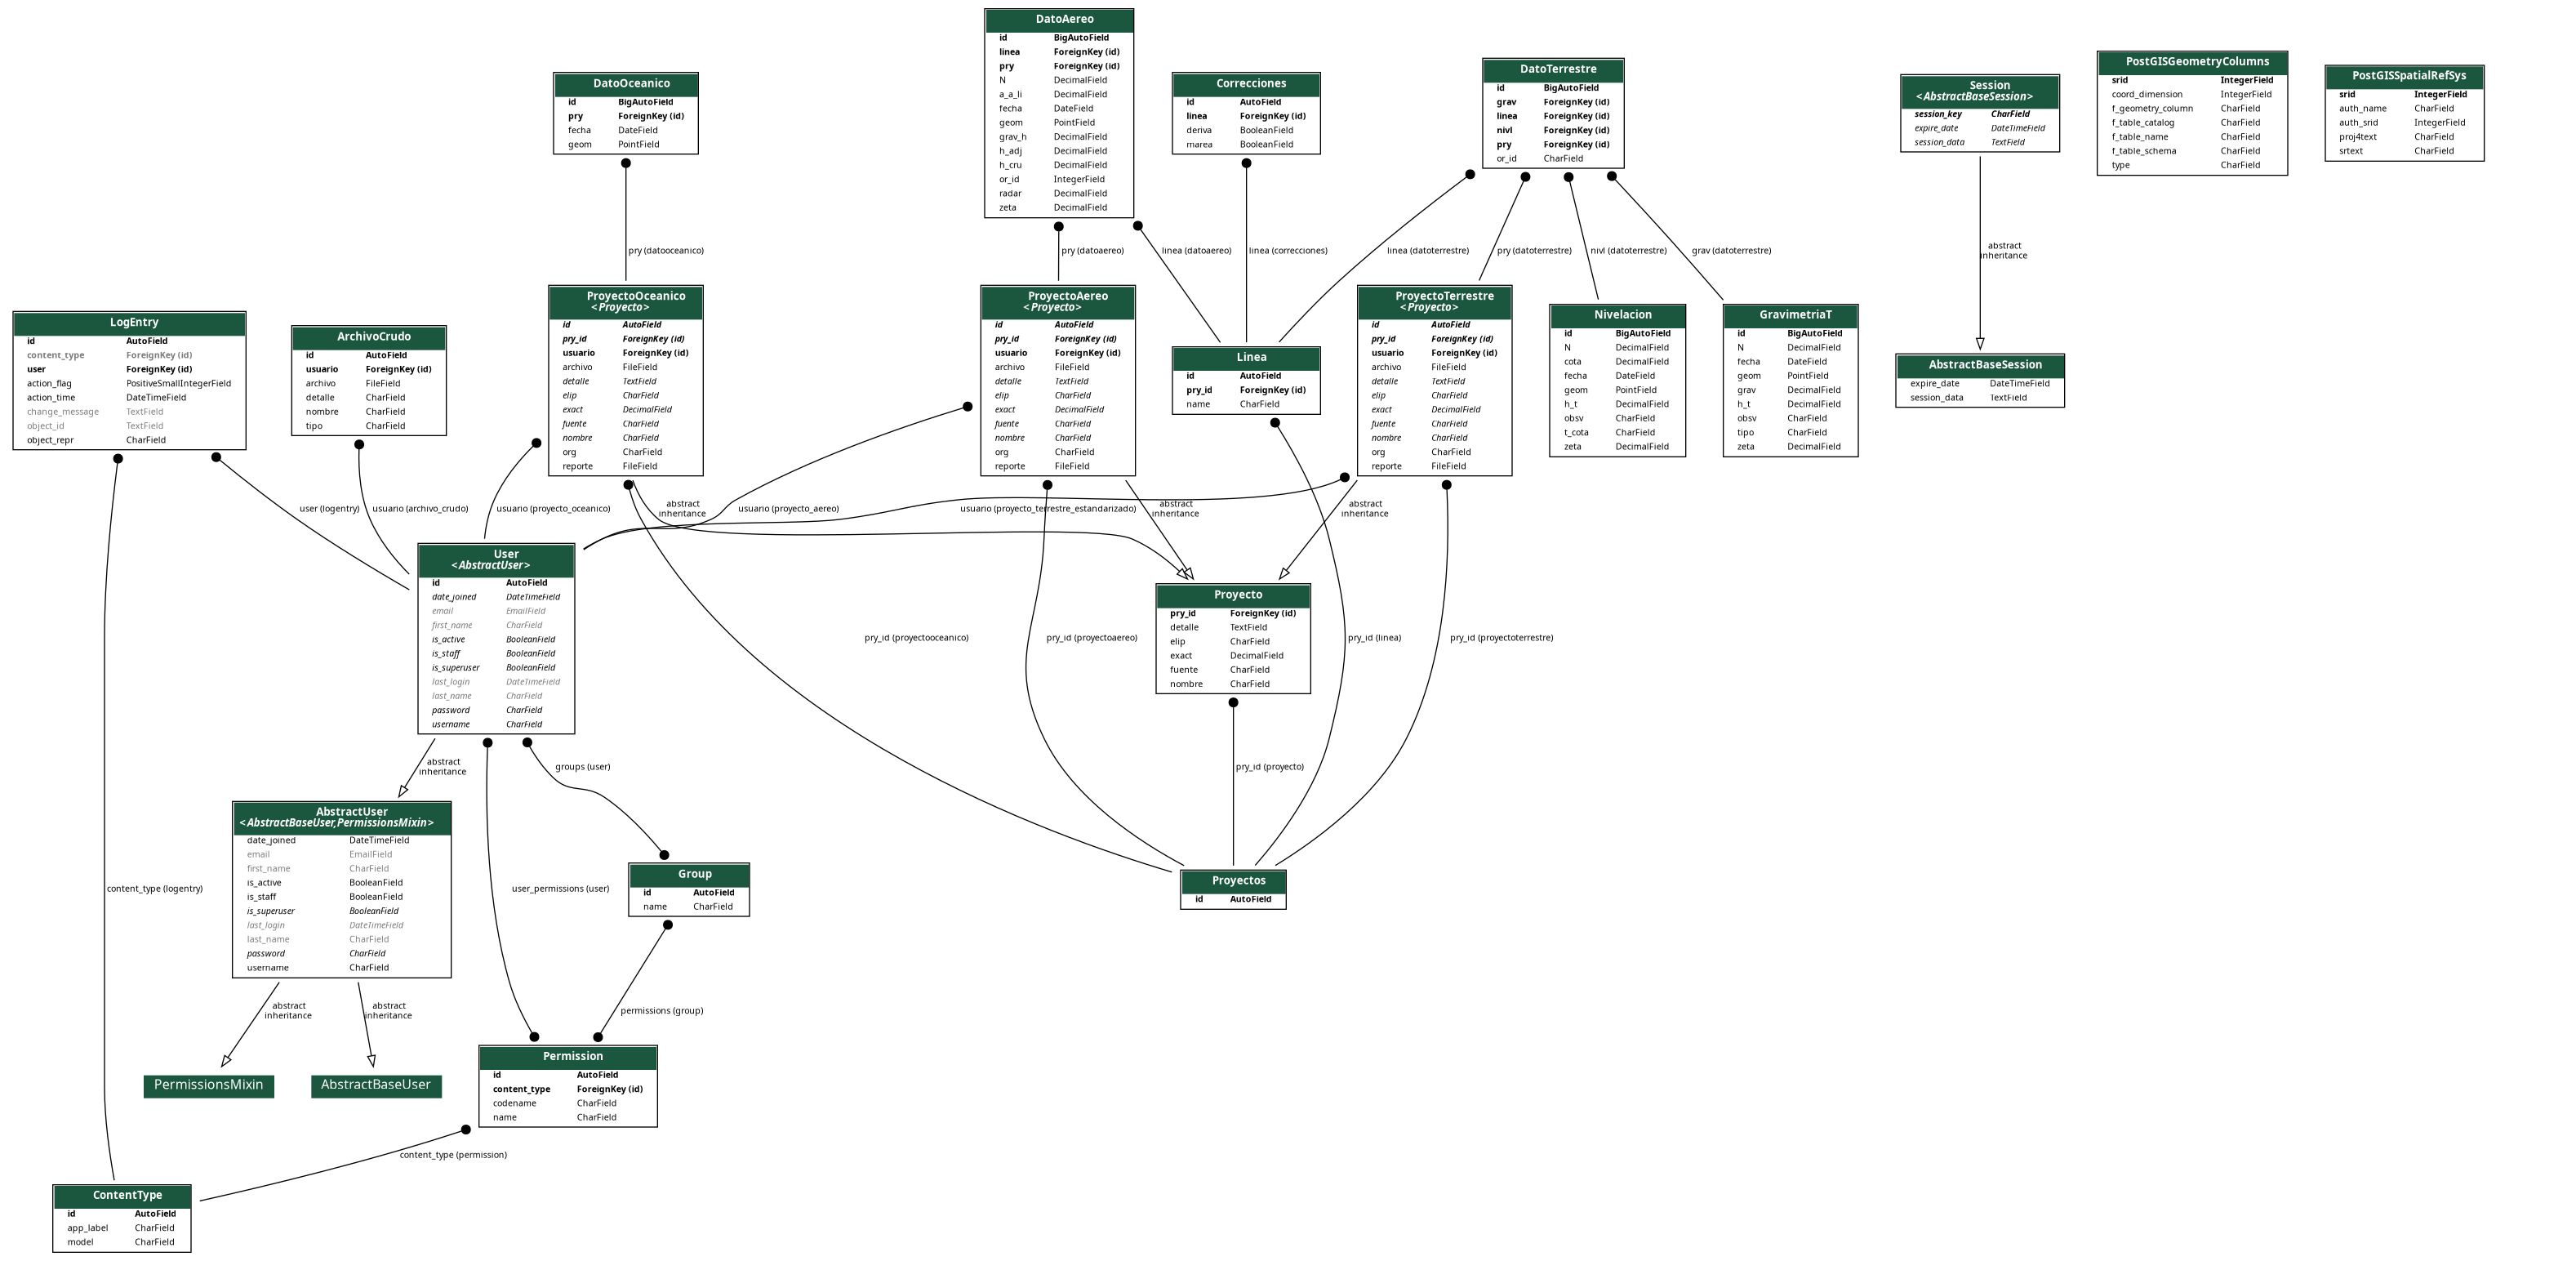 DatoAereo
id BigAutoField
linea ForeignKey (id)
pry ForeignKey (id)
N DecimalField
a_a_li DecimalField
fecha DateField
geom PointField
grav_h DecimalField
h_adj DecimalField
h_cru DecimalField
or_id IntegerField
radar DecimalField
zeta DecimalField
DatoOceanico
id BigAutoField
pry ForeignKey (id)
fecha DateField
geom PointField
Correcciones
id AutoField
linea ForeignKey (id)
deriva BooleanField
marea BooleanField
DatoTerrestre
id BigAutoField
grav ForeignKey (id)
linea ForeignKey (id)
nivl ForeignKey (id)
pry ForeignKey (id)
or_id CharField
Session
<AbstractBaseSession>
session_key CharField
expire_date DateTimeField
session_data TextField
PostGISGeometryColumns
srid IntegerField
coord_dimension IntegerField
f_geometry_column CharField
f_table_catalog CharField
f_table_name CharField
f_table_schema CharField
type CharField
PostGISSpatialRefSys
srid IntegerField
auth_name CharField
auth_srid IntegerField
proj4text CharField
srtext CharField
pry (datooceanico)
pry (datoaereo)
linea (datoaereo)
linea (correcciones)
linea (datoterrestre)
pry (datoterrestre)
nivl (datoterrestre)
grav (datoterrestre)
abstract
inheritance
LogEntry
id AutoField
content_type ForeignKey (id)
user ForeignKey (id)
action_flag PositiveSmallIntegerField
action_time DateTimeField
change_message TextField
object_id TextField
object_repr CharField
ArchivoCrudo
id AutoField
usuario ForeignKey (id)
archivo FileField
detalle CharField
nombre CharField
tipo CharField
ProyectoOceanico
<Proyecto>
id AutoField
pry_id ForeignKey (id)
usuario ForeignKey (id)
archivo FileField
detalle TextField
elip CharField
exact DecimalField
fuente CharField
nombre CharField
org CharField
reporte FileField
ProyectoAereo
<Proyecto>
id AutoField
pry_id ForeignKey (id)
usuario ForeignKey (id)
archivo FileField
detalle TextField
elip CharField
exact DecimalField
fuente CharField
nombre CharField
org CharField
reporte FileField
Linea
id AutoField
pry_id ForeignKey (id)
name CharField
ProyectoTerrestre
<Proyecto>
id AutoField
pry_id ForeignKey (id)
usuario ForeignKey (id)
archivo FileField
detalle TextField
elip CharField
exact DecimalField
fuente CharField
nombre CharField
org CharField
reporte FileField
Nivelacion
id BigAutoField
N DecimalField
cota DecimalField
fecha DateField
geom PointField
h_t DecimalField
obsv CharField
t_cota CharField
zeta DecimalField
GravimetriaT
id BigAutoField
N DecimalField
fecha DateField
geom PointField
grav DecimalField
h_t DecimalField
obsv CharField
tipo CharField
zeta DecimalField
AbstractBaseSession
expire_date DateTimeField
session_data TextField
user (logentry)
usuario (archivo_crudo)
usuario (proyecto_oceanico)
abstract
inheritance
usuario (proyecto_aereo)
usuario (proyecto_terrestre_estandarizado)
abstract
inheritance
abstract
inheritance
User
<AbstractUser>
id AutoField
date_joined DateTimeField
email EmailField
first_name CharField
is_active BooleanField
is_staff BooleanField
is_superuser BooleanField
last_login DateTimeField
last_name CharField
password CharField
username CharField
Proyecto
pry_id ForeignKey (id)
detalle TextField
elip CharField
exact DecimalField
fuente CharField
nombre CharField
pry_id (proyectooceanico)
pry_id (proyectoaereo)
pry_id (linea)
pry_id (proyectoterrestre)
abstract
inheritance
groups (user)
pry_id (proyecto)
AbstractUser
<AbstractBaseUser,PermissionsMixin>
date_joined DateTimeField
email EmailField
first_name CharField
is_active BooleanField
is_staff BooleanField
is_superuser BooleanField
last_login DateTimeField
last_name CharField
password CharField
username CharField
content_type (logentry)
user_permissions (user)
Group
id AutoField
name CharField
Proyectos
id AutoField
abstract
inheritance
abstract
inheritance
permissions (group)
PermissionsMixin
AbstractBaseUser
Permission
id AutoField
content_type ForeignKey (id)
codename CharField
name CharField
content_type (permission)
ContentType
id AutoField
app_label CharField
model CharField